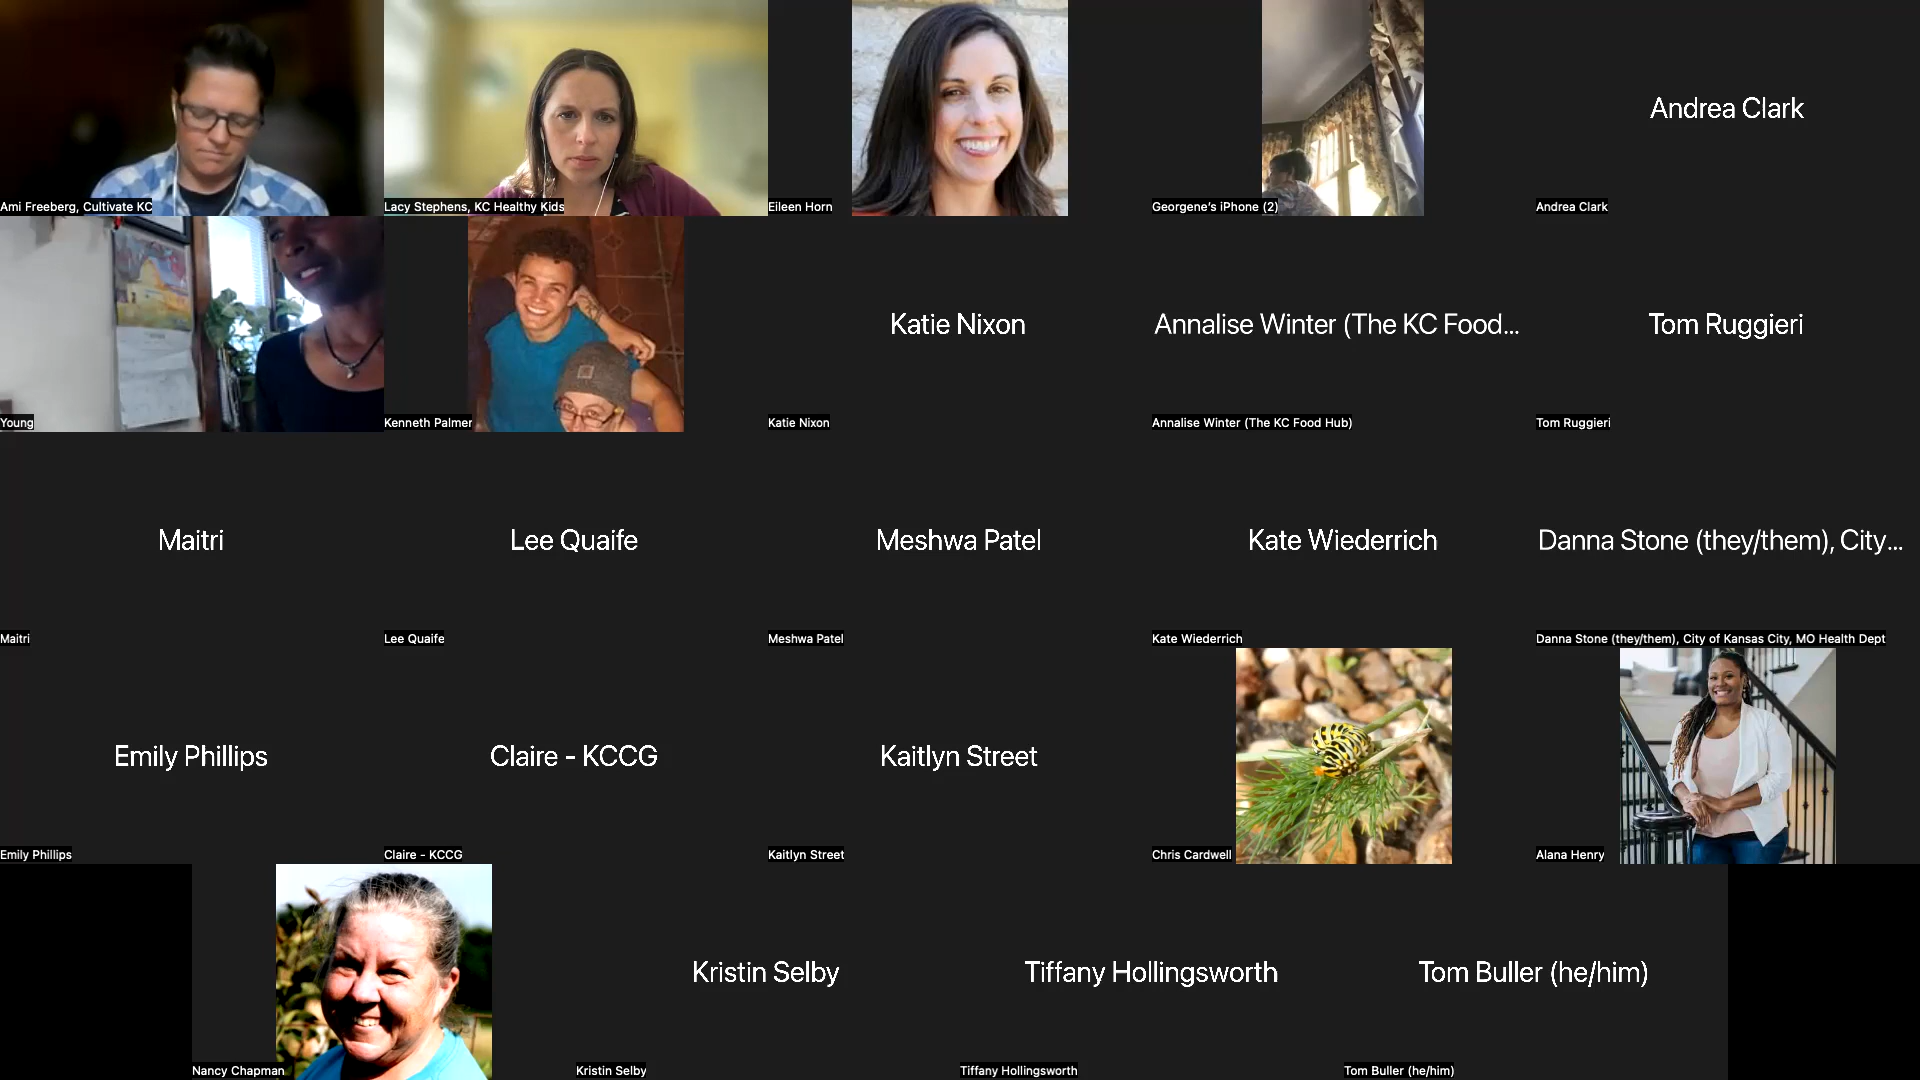 Ami Freeberg, Cultivate KC
Lacy Stephens, KC Healthy Kids
Eileen Horn
Georgene's iPhone (2)
Andrea Clark
Andrea Clark
Young
Kenneth Palmer
Katie Nixon
Katie Nixon
Annalise Winter (The KC Food...
Annalise Winter (The KC Food Hub)
Tom Ruggieri
Tom Ruggieri
Maitri
Maitri
Lee Quaife
Lee Quaife
Meshwa Patel
Meshwa Patel
Kate Wiederrich
Kate Wiederrich
Danna Stone (they/them), City...
Danna Stone (they/them), City of Kansas City, MO Health Dept
Emily Phillips
Emily Phillips
Claire - KCCG
Claire - KCCG
Kaitlyn Street
Kaitlyn Street
Chris Cardwell
Alana Henry
Nancy Chapman
Kristin Selby
Kristin Selby
Tiffany Hollingsworth
Tiffany Hollingsworth
Tom Buller (he/him)
Tom Buller (he/him)